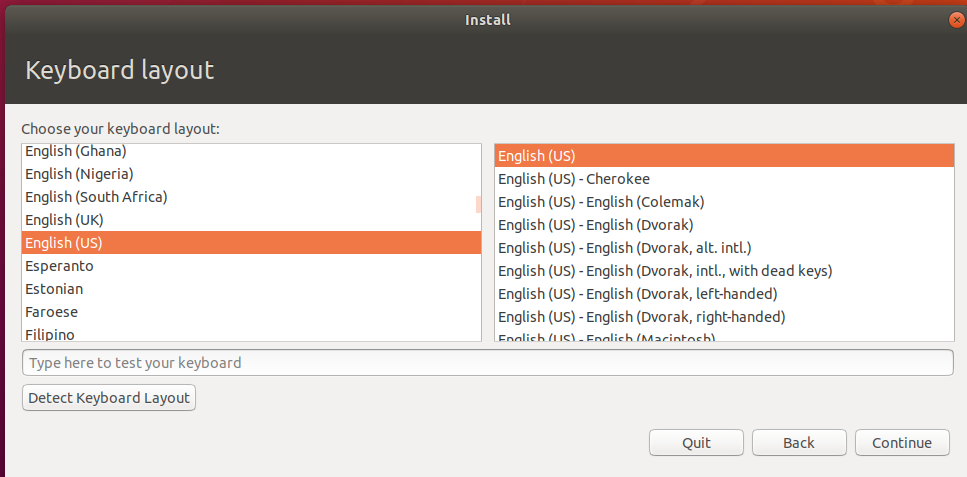 Install
Keyboard layout
Choose your keyboard layout:
English (Ghana)
English (Nigeria)
English (South Africa)
English (UK)
English (US)
Esperanto
Estonian
Faroese
Filipino
English (US)
English (US) - Cherokee
English (US) - English (Colemak)
English (US) - English (Dvorak)
English (US) - English (Dvorak, alt. intl.)
English (US) - English (Dvorak, intl., with dead keys)
English (US) - English (Dvorak, left-handed)
English (US) - English (Dvorak, right-handed)
English (US) - English (Macintosh)
Type here to test your keyboard
Detect Keyboard Layout
Quit Back Continue